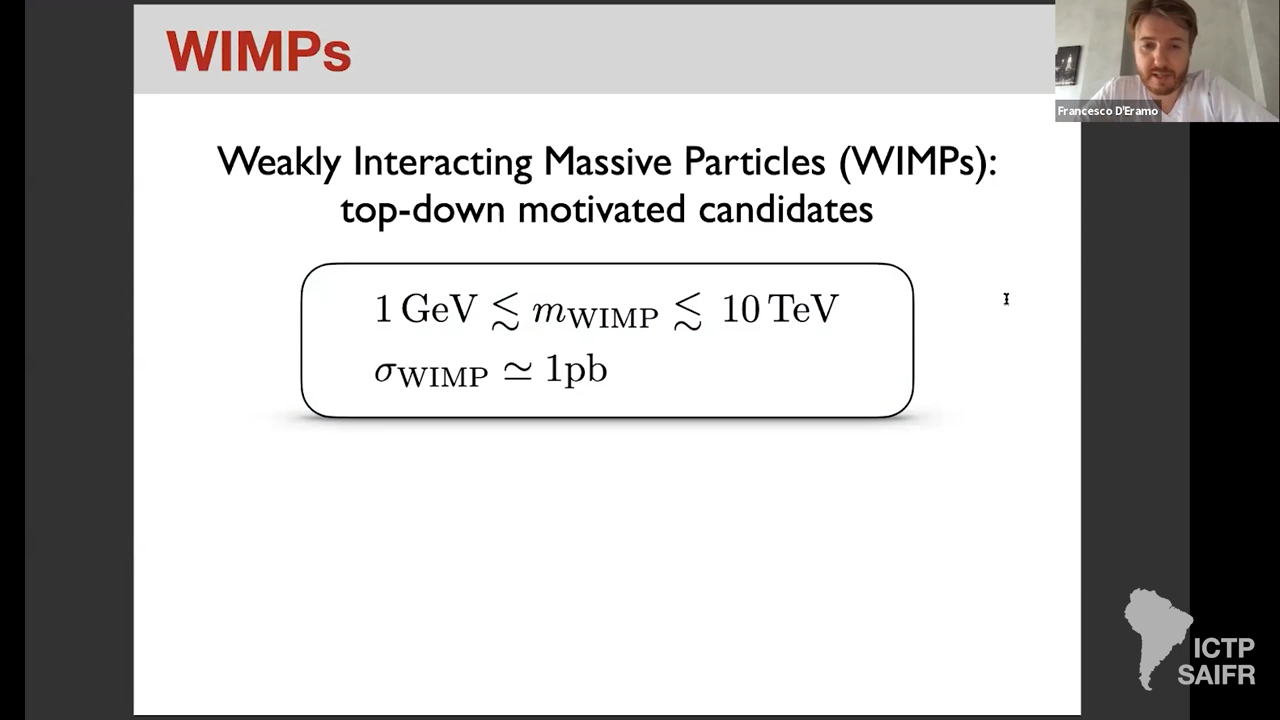 WIMPs
Francesco D'Eramo
Weakly Interacting Massive Particles (WIMPs):
top-down motivated candidates
1 GeV ≲ m_WIMP ≲ 10 TeV
σ_WIMP ≃ 1pb
ICTP
SAIFR